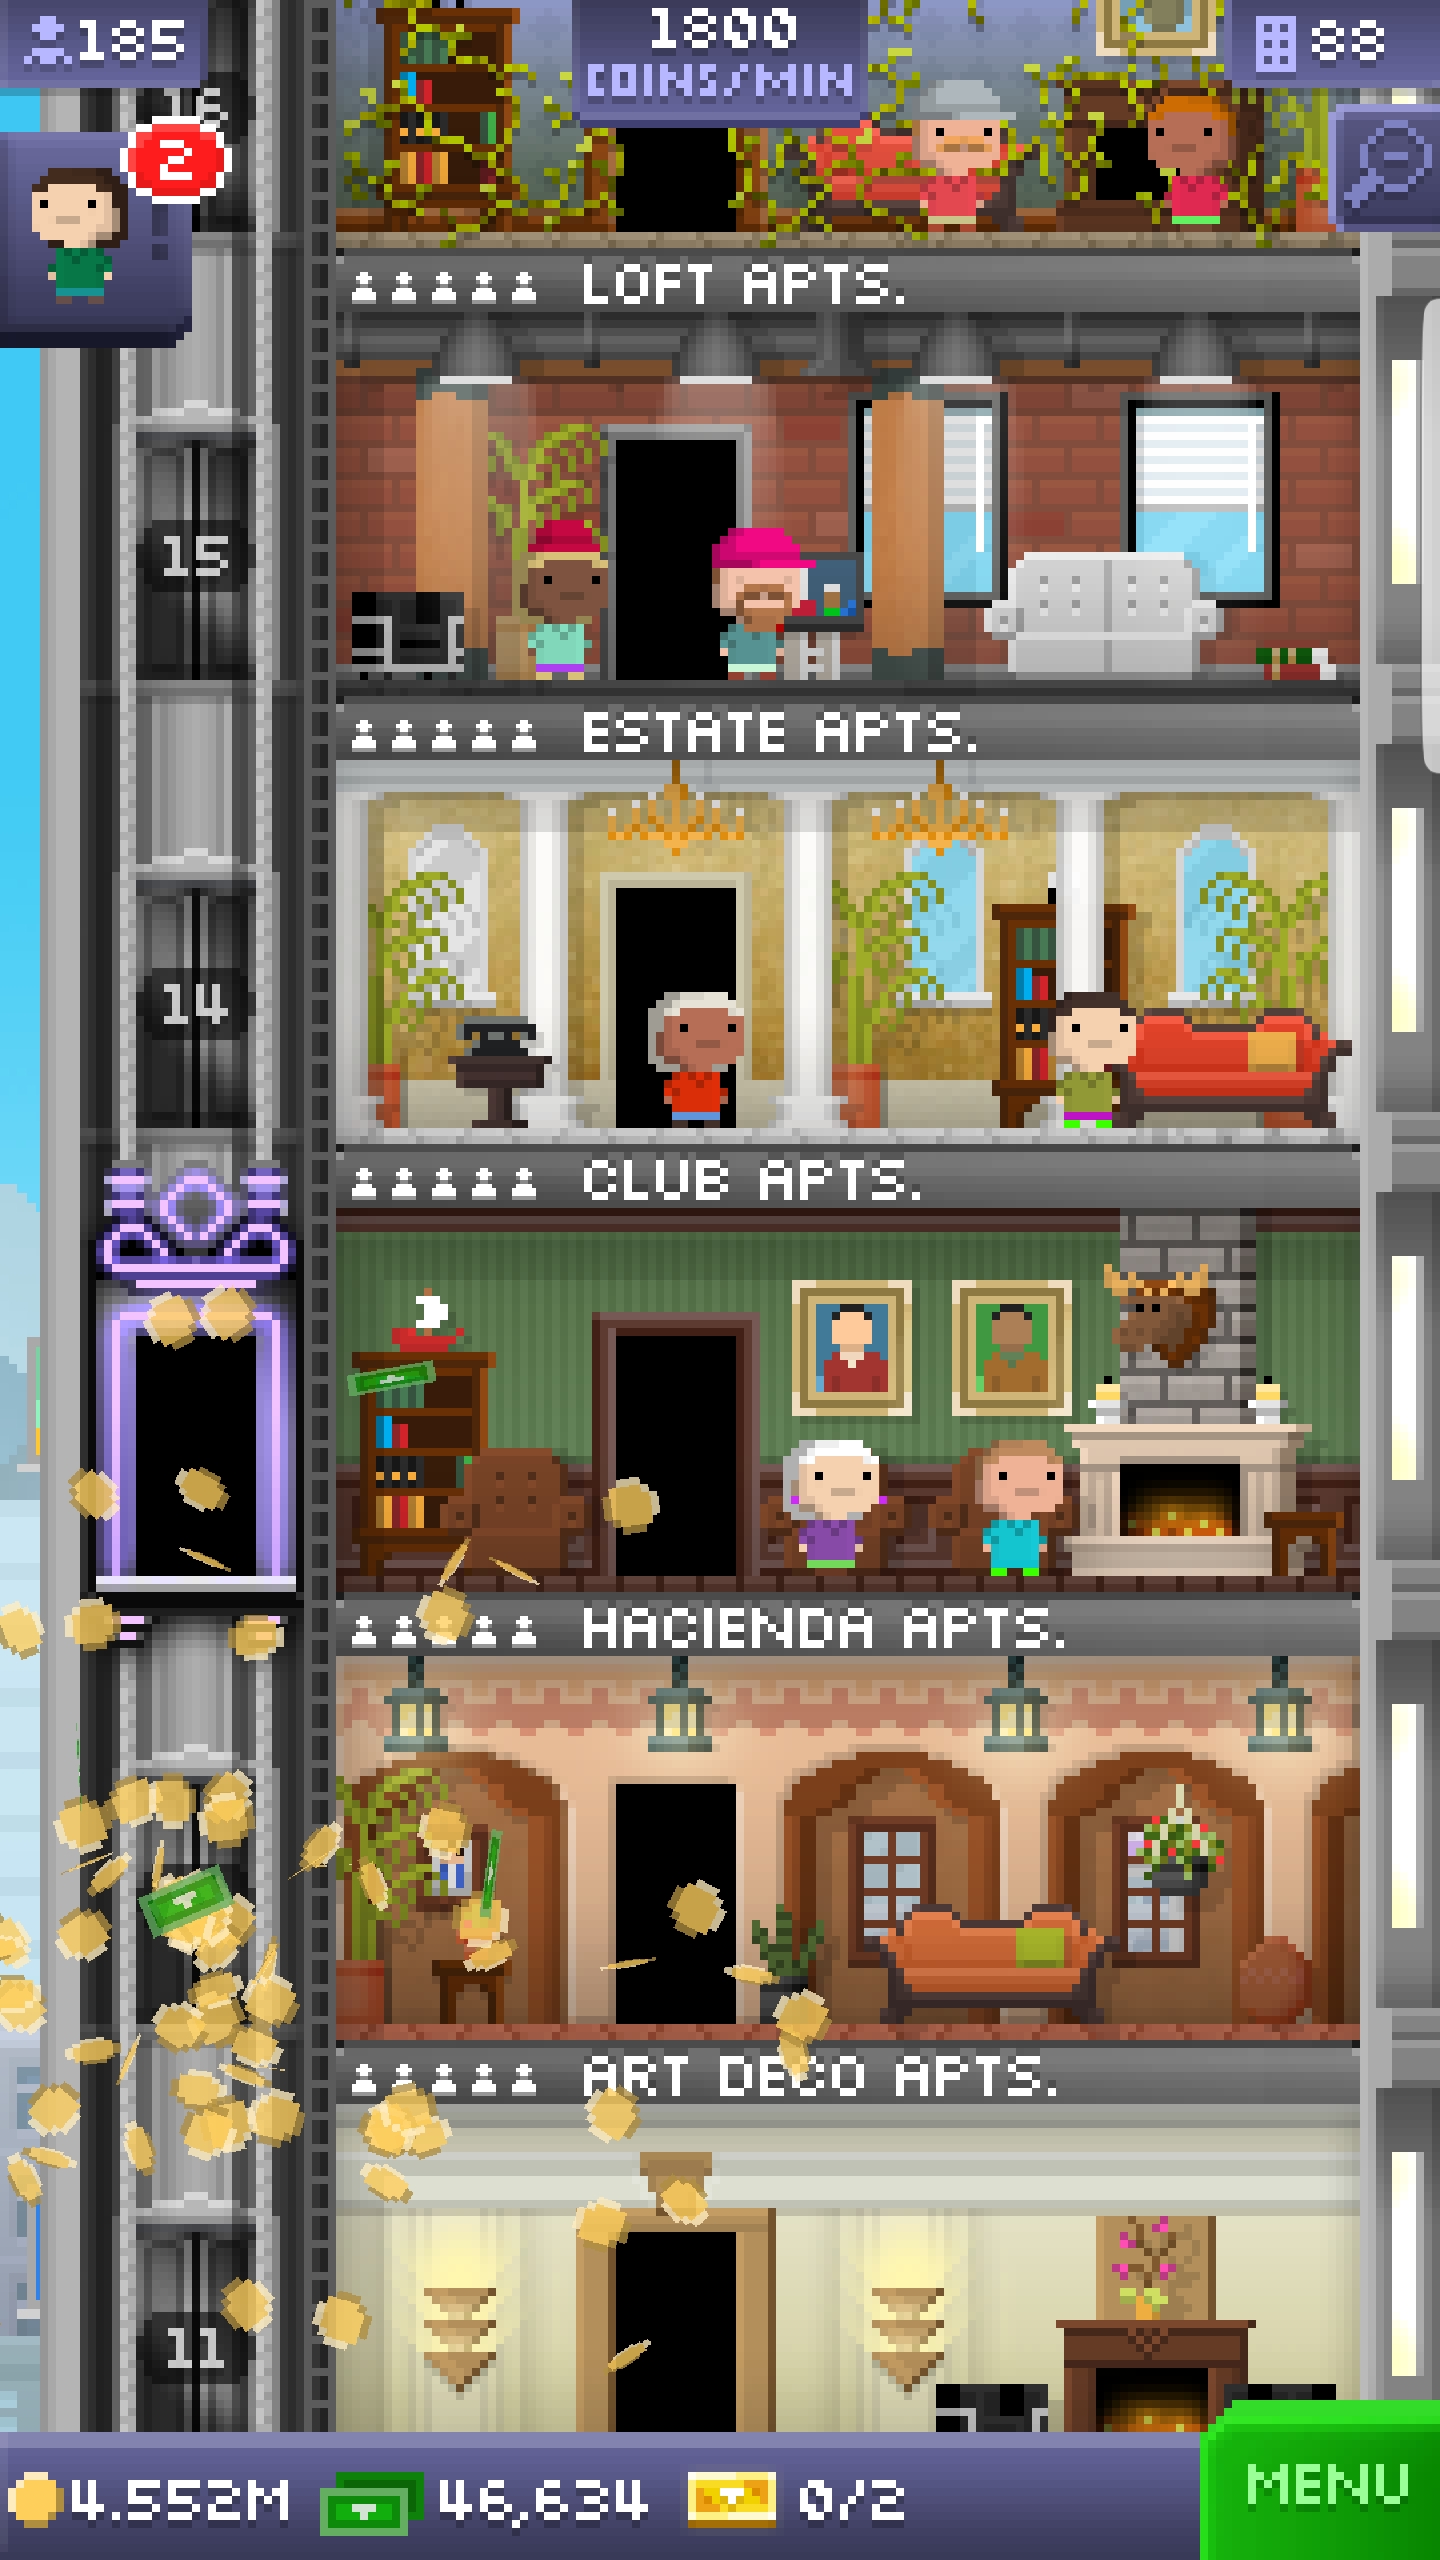 185
1800
COINS/MIN
88
16
2
LOFT APTS.
15
ESTATE APTS.
14
CLUB APTS.
HACIENDA APTS.
ART DECO APTS.
11
4.552M
46,634
0/2
MENU